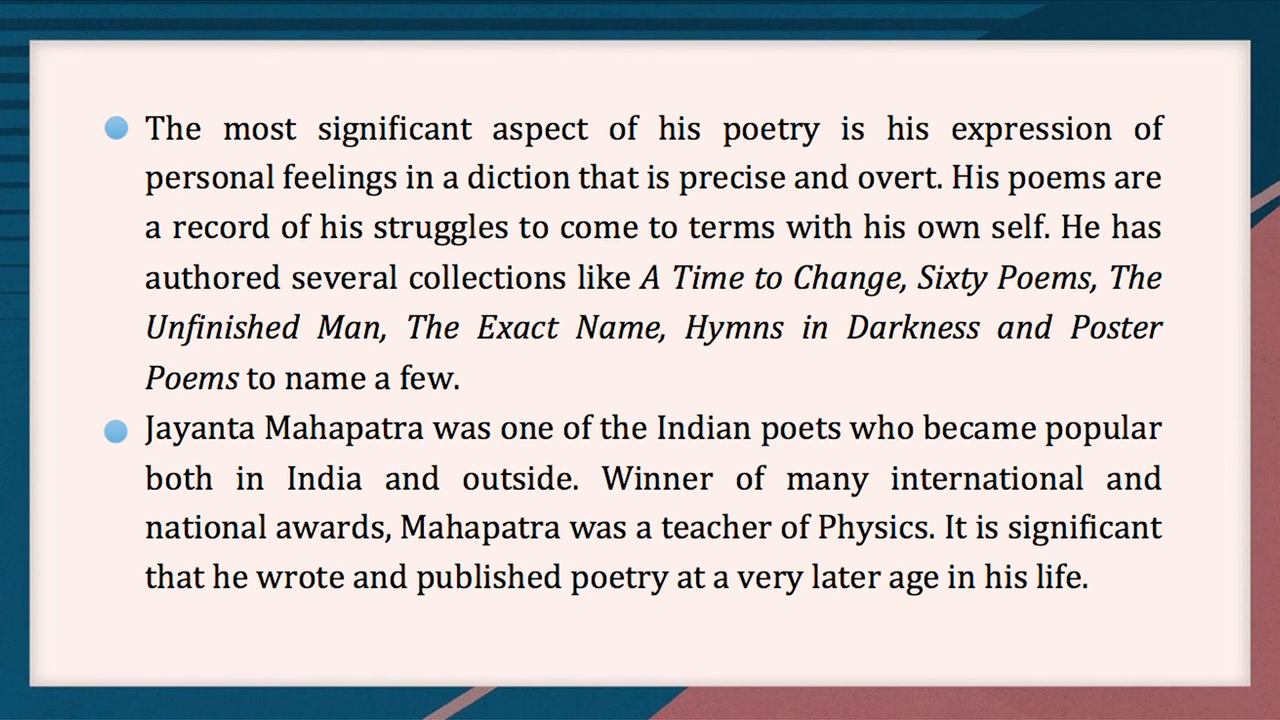 The most significant aspect of his poetry is his expression of
personal feelings in a diction that is precise and overt. His poems are
a record of his struggles to come to terms with his own self. He has
authored several collections like A Time to Change, Sixty Poems, The
Unfinished Man, The Exact Name, Hymns in Darkness and Poster
Poems to name a few.
Jayanta Mahapatra was one of the Indian poets who became popular
both in India and outside. Winner of many international and
national awards, Mahapatra was a teacher of Physics. It is significant
that he wrote and published poetry at a very later age in his life.